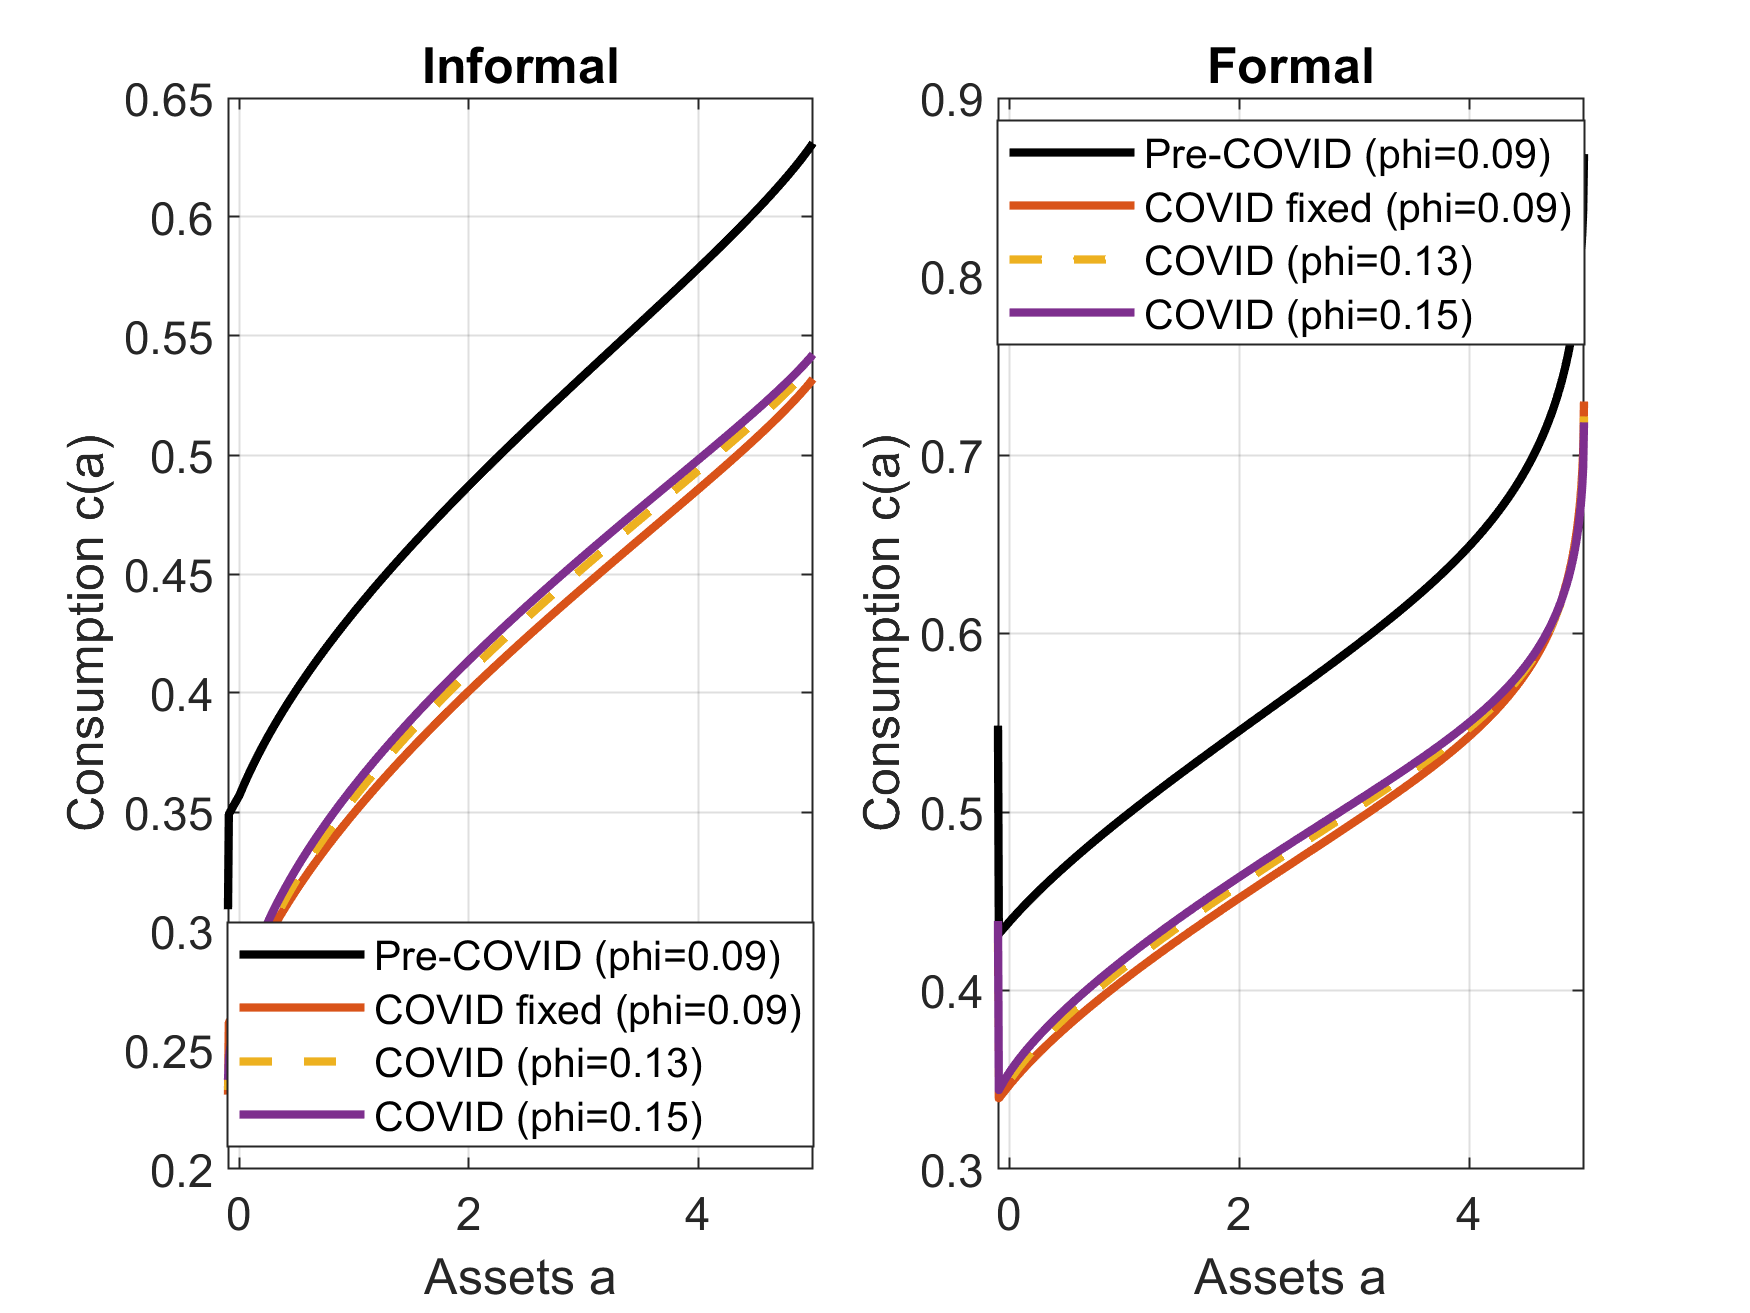 Informal
0.65
0.6
0.55
0.5
0.45
0.4
0.35
0.3
0.25
0.2
Consumption c(a)
Pre-COVID (phi=0.09)
COVID fixed (phi=0.09)
COVID (phi=0.13)
COVID (phi=0.15)
0 2 4
Assets a
Formal
0.9
0.8
0.7
0.6
0.5
0.4
0.3
Consumption c(a)
Pre-COVID (phi=0.09)
COVID fixed (phi=0.09)
COVID (phi=0.13)
COVID (phi=0.15)
0 2 4
Assets a